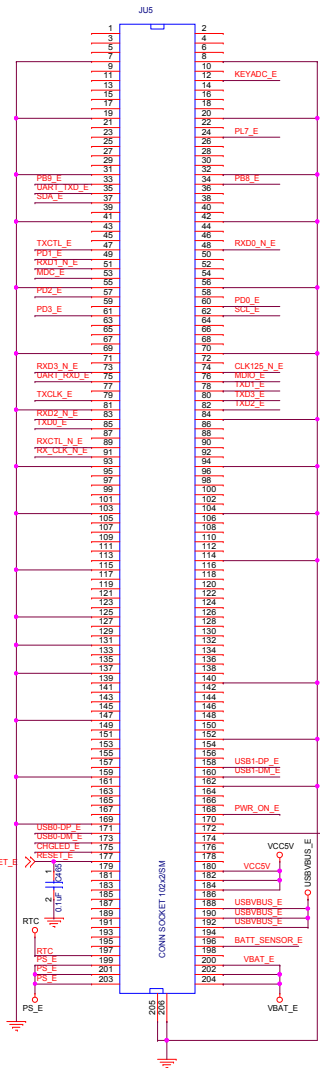 JU5
1 2
3 4
5 6
7 8
9 10
11 12 KEYADC_E
13 14
15 16
17 18
19 20
21 22
23 24 PL7_E
25 26
27 28
29 30
31 32
PB9_E 33 34 PB8_E
UART_TXD_E 35 36
SDA_E 37 38
39 40
41 42
43 44
45 46
TXCTL_E 47 48 RXD0_N_E
PD1_E 49 50
RXD1_N_E 51 52
MDC_E 53 54
55 56
PD2_E 57 58
59 60 PD0_E
PD3_E 61 62 SCL_E
63 64
65 66
67 68
69 70
71 72
RXD3_N_E 73 74 CLK125_N_E
UART_RXD_E 75 76 MDIO_E
77 78 TXD1_E
TXCLK_E 79 80 TXD3_E
81 82 TXD2_E
RXD2_N_E 83 84
TXD0_E 85 86
87 88
RXCTL_N_E 89 90
RX_CLK_N_E 91 92
93 94
95 96
97 98
99 100
101 102
103 104
105 106
107 108
109 110
111 112
113 114
115 116
117 118
119 120
121 122
123 124
125 126
127 128
129 130
131 132
133 134
135 136
137 138
139 140
141 142
143 144
145 146
147 148
149 150
151 152
153 154
155 156
157 158 USB1-DP_E
159 160 USB1-DM_E
161 162
163 164
165 166
167 168 PWR_ON_E
169 170
USB0-DP_E 171 172
USB0-DM_E 173 174
CHGLED_E 175 176
RESET_E 177 178
179 180 VCC5V
181 182
183 184
185 186
187 188 USBVBUS_E
189 190 USBVBUS_E
191 192 USBVBUS_E
193 194
195 196 BATT_SENSOR_E
RTC 197 198
PS_E 199 200 VBAT_E
PS_E 201 202
PS_E 203 204
205 206
CONN SOCKET 102x2/SM
VCC5V
USBVBUS_E
1
2
C465
0.1uF
RTC
PS_E
VBAT_E